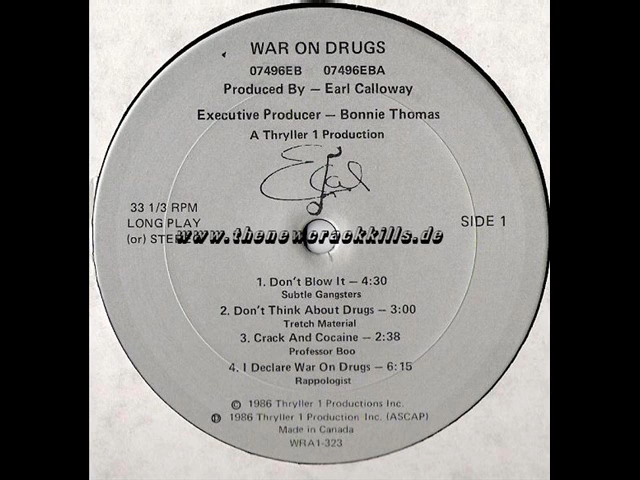 WAR ON DRUGS
07496EB 07496EBA
Produced By — Earl Calloway
Executive Producer — Bonnie Thomas
A Thryller 1 Production
Earl
33 1/3 RPM
LONG PLAY
(or) STE
SIDE 1
www.thenewcrackkills.de
1. Don't Blow It — 4:30
Subtle Gangsters
2. Don't Think About Drugs — 3:00
Tretch Material
3. Crack And Cocaine — 2:38
Professor Boo
4. I Declare War On Drugs — 6:15
Rappologist
© 1986 Thryller 1 Productions Inc.
℗ 1986 Thryller 1 Production Inc. (ASCAP)
Made in Canada
WRA1-323